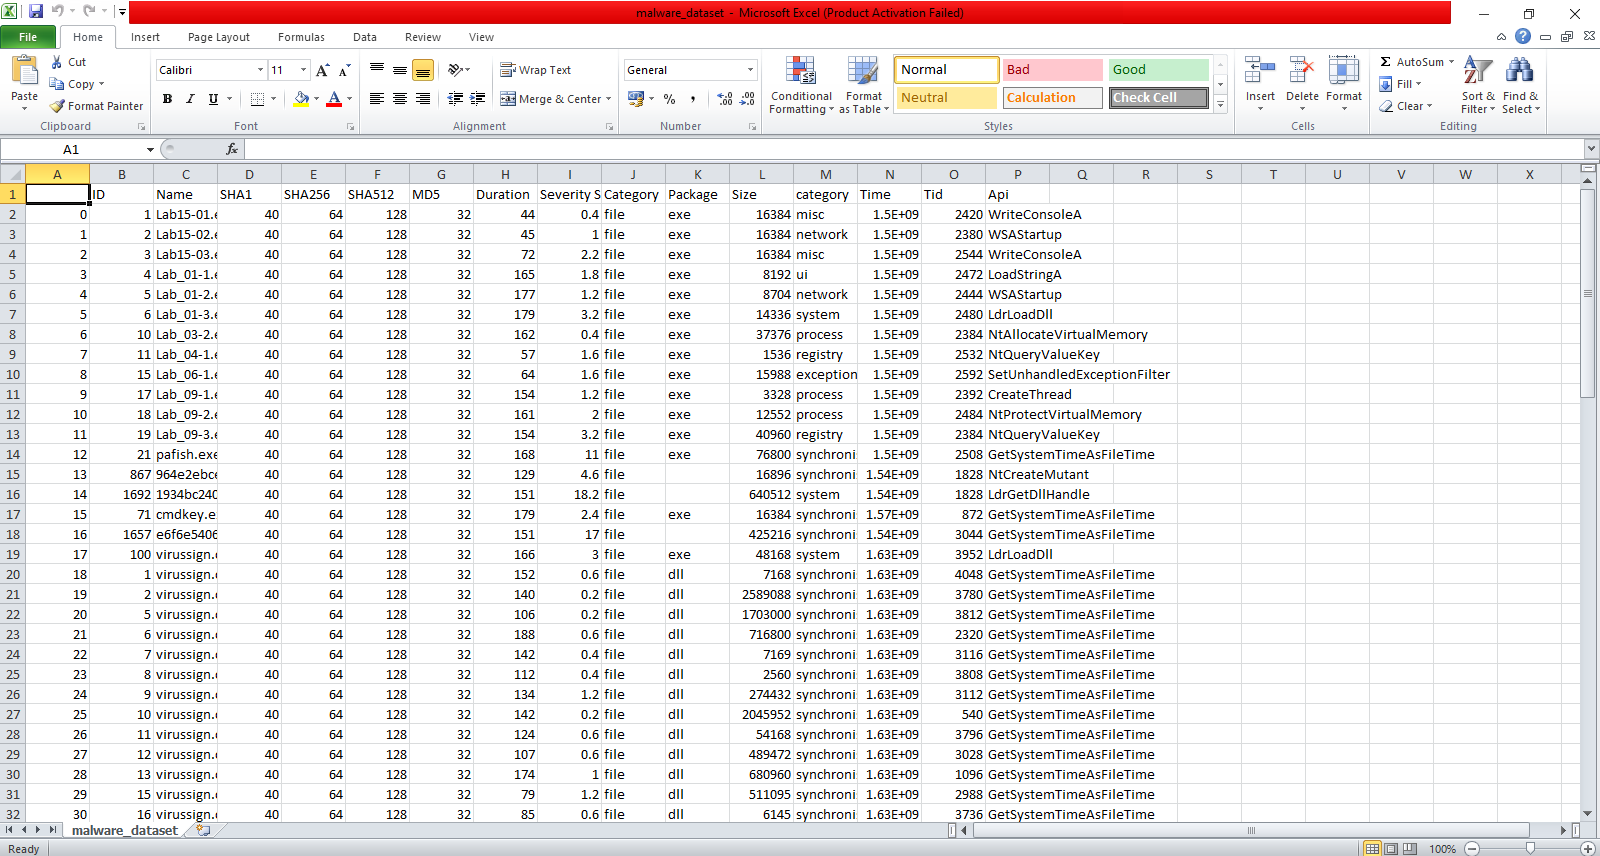 malware_dataset - Microsoft Excel (Product Activation Failed)
File Home Insert Page Layout Formulas Data Review View
Paste
Cut
Copy
Format Painter
Clipboard
Calibri 11 A A
B I U A
Font
Wrap Text
Merge & Center
Alignment
General
% ,
Number
Conditional Formatting
Format as Table
Normal Bad Good
Neutral Calculation Check Cell
Styles
Insert Delete Format
Cells
Σ AutoSum
Fill
Clear
Sort & Filter
Find & Select
Editing
A1 fx
A B C D E F G H I J K L M N O P Q R S T U V W X
1 ID Name SHA1 SHA256 SHA512 MD5 Duration Severity S Category Package Size category Time Tid Api
2 0 1 Lab15-01.e 40 64 128 32 44 0.4 file exe 16384 misc 1.5E+09 2420 WriteConsoleA
3 1 2 Lab15-02.e 40 64 128 32 45 1 file exe 16384 network 1.5E+09 2380 WSAStartup
4 2 3 Lab15-03.e 40 64 128 32 72 2.2 file exe 16384 misc 1.5E+09 2544 WriteConsoleA
5 3 4 Lab_01-1.e 40 64 128 32 165 1.8 file exe 8192 ui 1.5E+09 2472 LoadStringA
6 4 5 Lab_01-2.e 40 64 128 32 177 1.2 file exe 8704 network 1.5E+09 2444 WSAStartup
7 5 6 Lab_01-3.e 40 64 128 32 179 3.2 file exe 14336 system 1.5E+09 2480 LdrLoadDll
8 6 10 Lab_03-2.e 40 64 128 32 162 0.4 file exe 37376 process 1.5E+09 2384 NtAllocateVirtualMemory
9 7 11 Lab_04-1.e 40 64 128 32 57 1.6 file exe 1536 registry 1.5E+09 2532 NtQueryValueKey
10 8 15 Lab_06-1.e 40 64 128 32 64 1.6 file exe 15988 exception 1.5E+09 2592 SetUnhandledExceptionFilter
11 9 17 Lab_09-1.e 40 64 128 32 154 1.2 file exe 3328 process 1.5E+09 2392 CreateThread
12 10 18 Lab_09-2.e 40 64 128 32 161 2 file exe 12552 process 1.5E+09 2484 NtProtectVirtualMemory
13 11 19 Lab_09-3.e 40 64 128 32 154 3.2 file exe 40960 registry 1.5E+09 2384 NtQueryValueKey
14 12 21 pafish.exe 40 64 128 32 168 11 file exe 76800 synchroni 1.5E+09 2508 GetSystemTimeAsFileTime
15 13 867 964e2ebce 40 64 128 32 129 4.6 file 16896 synchroni 1.54E+09 1828 NtCreateMutant
16 14 1692 1934bc240 40 64 128 32 151 18.2 file 640512 system 1.54E+09 1828 LdrGetDllHandle
17 15 71 cmdkey.e 40 64 128 32 179 2.4 file exe 16384 synchroni 1.57E+09 872 GetSystemTimeAsFileTime
18 16 1657 e6f6e5406 40 64 128 32 151 17 file 425216 synchroni 1.54E+09 3044 GetSystemTimeAsFileTime
19 17 100 virussign.c 40 64 128 32 166 3 file exe 48168 system 1.63E+09 3952 LdrLoadDll
20 18 1 virussign.c 40 64 128 32 152 0.6 file dll 7168 synchroni 1.63E+09 4048 GetSystemTimeAsFileTime
21 19 2 virussign.c 40 64 128 32 140 0.2 file dll 2589088 synchroni 1.63E+09 3780 GetSystemTimeAsFileTime
22 20 5 virussign.c 40 64 128 32 106 0.2 file dll 1703000 synchroni 1.63E+09 3812 GetSystemTimeAsFileTime
23 21 6 virussign.c 40 64 128 32 188 0.6 file dll 716800 synchroni 1.63E+09 2320 GetSystemTimeAsFileTime
24 22 7 virussign.c 40 64 128 32 142 0.4 file dll 7169 synchroni 1.63E+09 3116 GetSystemTimeAsFileTime
25 23 8 virussign.c 40 64 128 32 112 0.4 file dll 2560 synchroni 1.63E+09 3808 GetSystemTimeAsFileTime
26 24 9 virussign.c 40 64 128 32 134 1.2 file dll 274432 synchroni 1.63E+09 3112 GetSystemTimeAsFileTime
27 25 10 virussign.c 40 64 128 32 142 0.2 file dll 2045952 synchroni 1.63E+09 540 GetSystemTimeAsFileTime
28 26 11 virussign.c 40 64 128 32 124 0.6 file dll 54168 synchroni 1.63E+09 3796 GetSystemTimeAsFileTime
29 27 12 virussign.c 40 64 128 32 107 0.6 file dll 489472 synchroni 1.63E+09 3028 GetSystemTimeAsFileTime
30 28 13 virussign.c 40 64 128 32 174 1 file dll 680960 synchroni 1.63E+09 1096 GetSystemTimeAsFileTime
31 29 15 virussign.c 40 64 128 32 79 1.2 file dll 511095 synchroni 1.63E+09 2988 GetSystemTimeAsFileTime
32 30 16 virussign.c 40 64 128 32 85 0.6 file dll 6145 synchroni 1.63E+09 3736 GetSystemTimeAsFileTime
malware_dataset
Ready 100%